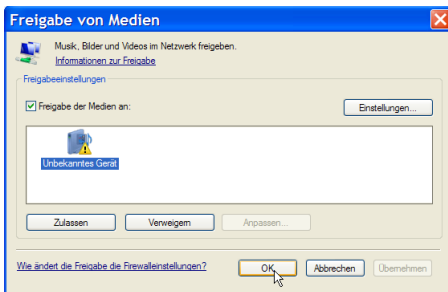 Freigabe von Medien
Musik, Bilder und Videos im Netzwerk freigeben.
Informationen zur Freigabe
Freigabeeinstellungen
Freigabe der Medien an:
Einstellungen...
Unbekanntes Gerät
Zulassen
Verweigern
Anpassen...
Wie ändert die Freigabe die Firewalleinstellungen?
OK
Abbrechen
Übernehmen